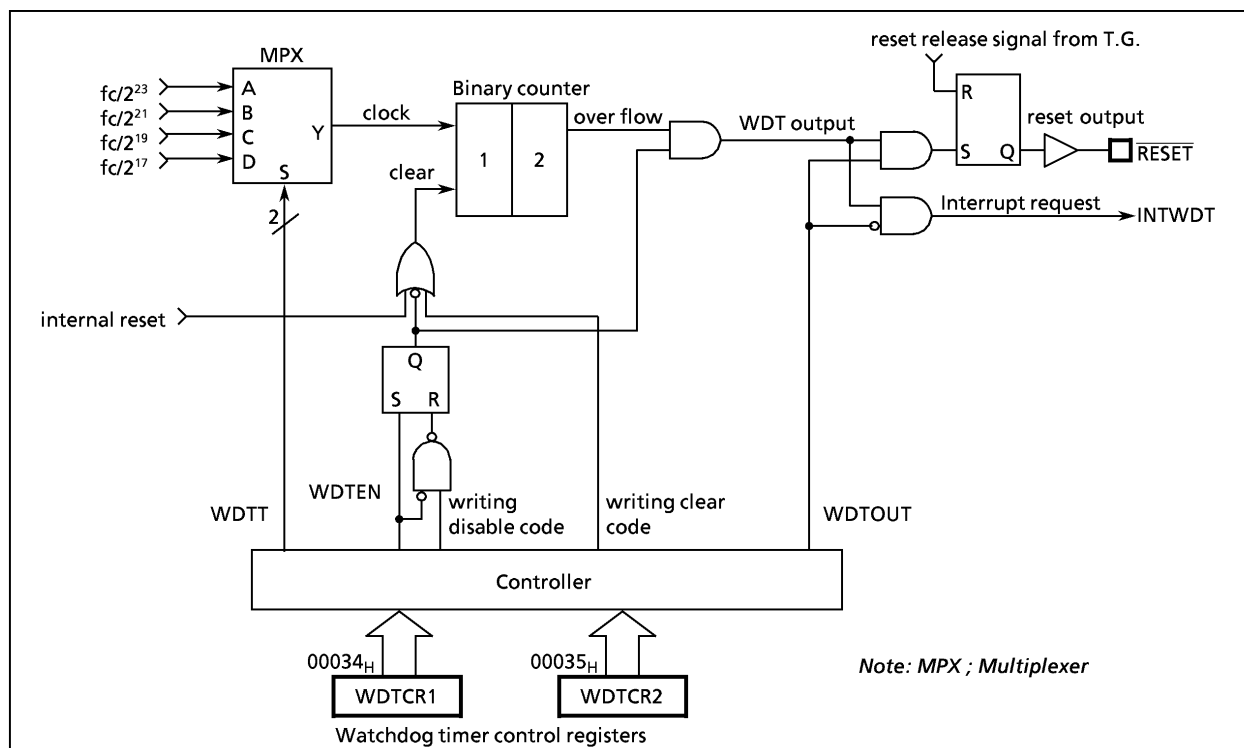 reset release signal from T.G.
MPX
fc/2²³
fc/2²¹
fc/2¹⁹
fc/2¹⁷
A
B
C
D
Y
S
2
clock
Binary counter
1 2
clear
over flow
WDT output
R
S Q
reset output
RESET
Interrupt request
INTWDT
internal reset
Q
S R
WDTT
WDTEN
writing
disable code
writing clear
code
WDTOUT
Controller
00034H
00035H
WDTCR1
WDTCR2
Watchdog timer control registers
Note: MPX ; Multiplexer